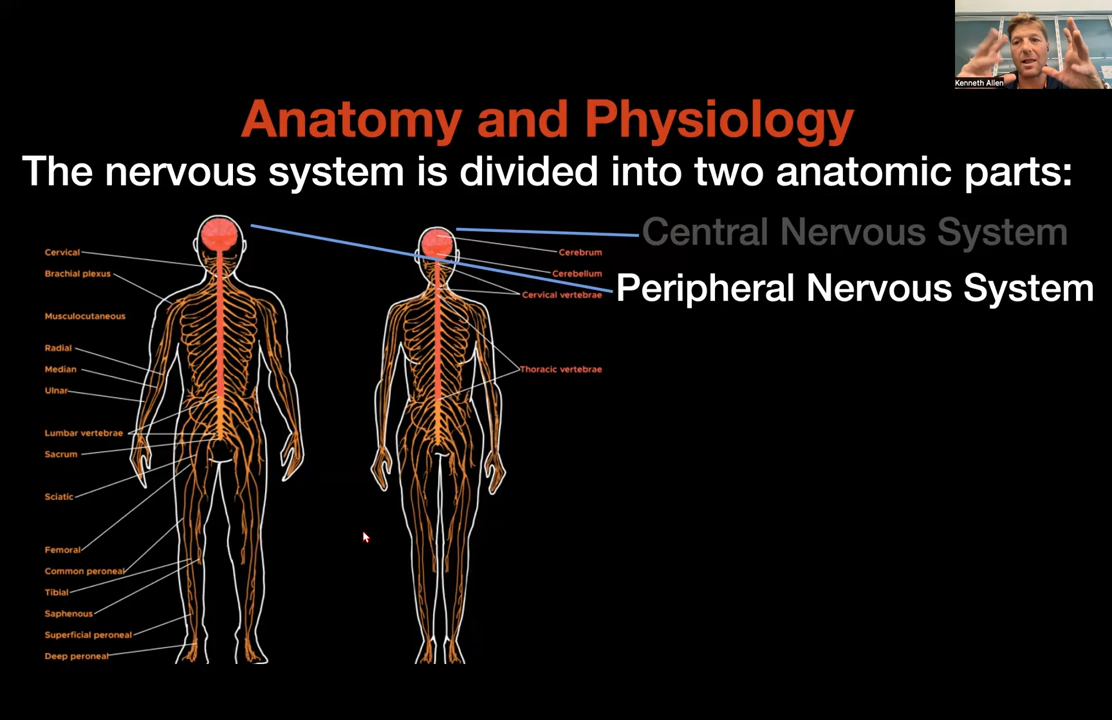 Kenneth Allen
Anatomy and Physiology
The nervous system is divided into two anatomic parts:
Central Nervous System
Peripheral Nervous System
Cervical
Brachial plexus
Musculocutaneous
Radial
Median
Ulnar
Lumbar vertebrae
Sacrum
Sciatic
Femoral
Common peroneal
Tibial
Saphenous
Superficial peroneal
Deep peroneal
Cerebrum
Cerebellum
Cervical vertebrae
Thoracic vertebrae